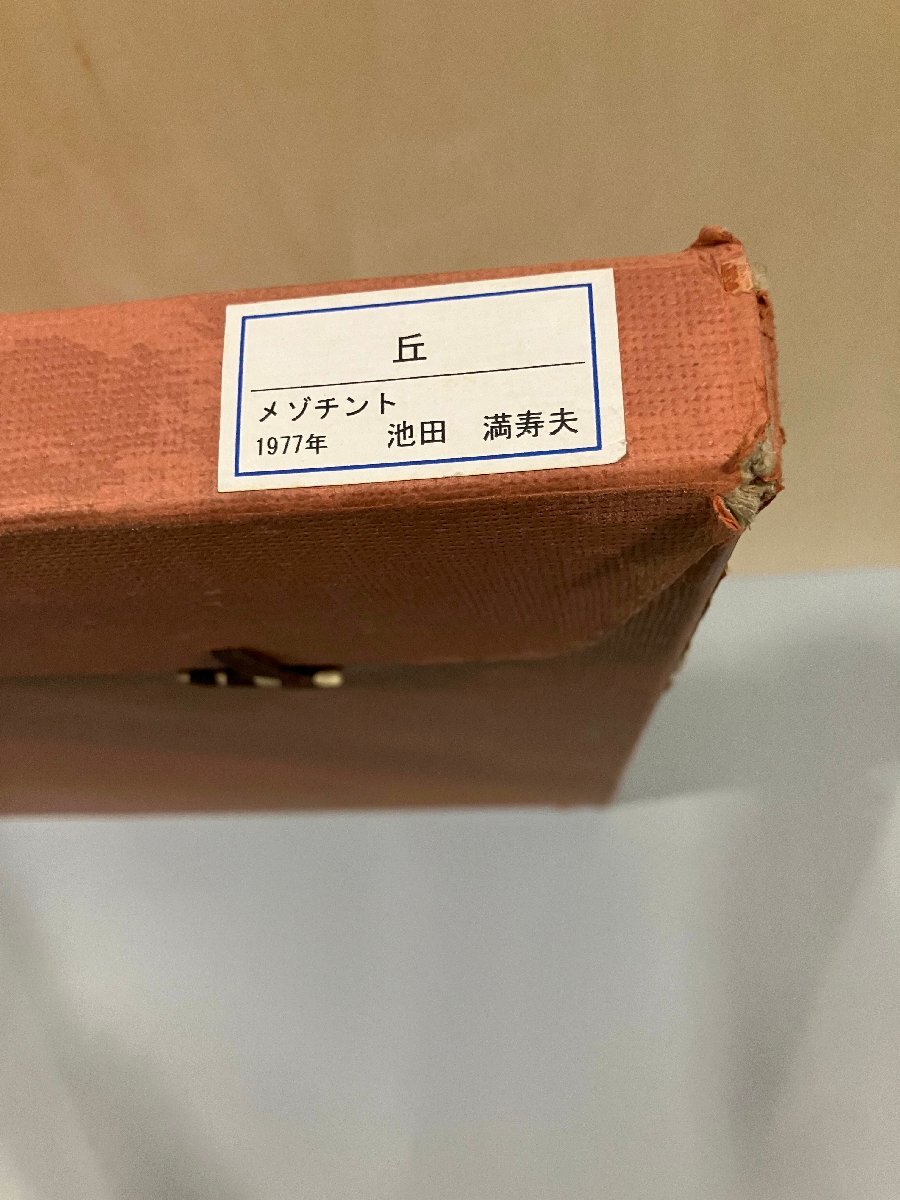 丘
メゾチント
1977年 池田 満寿夫